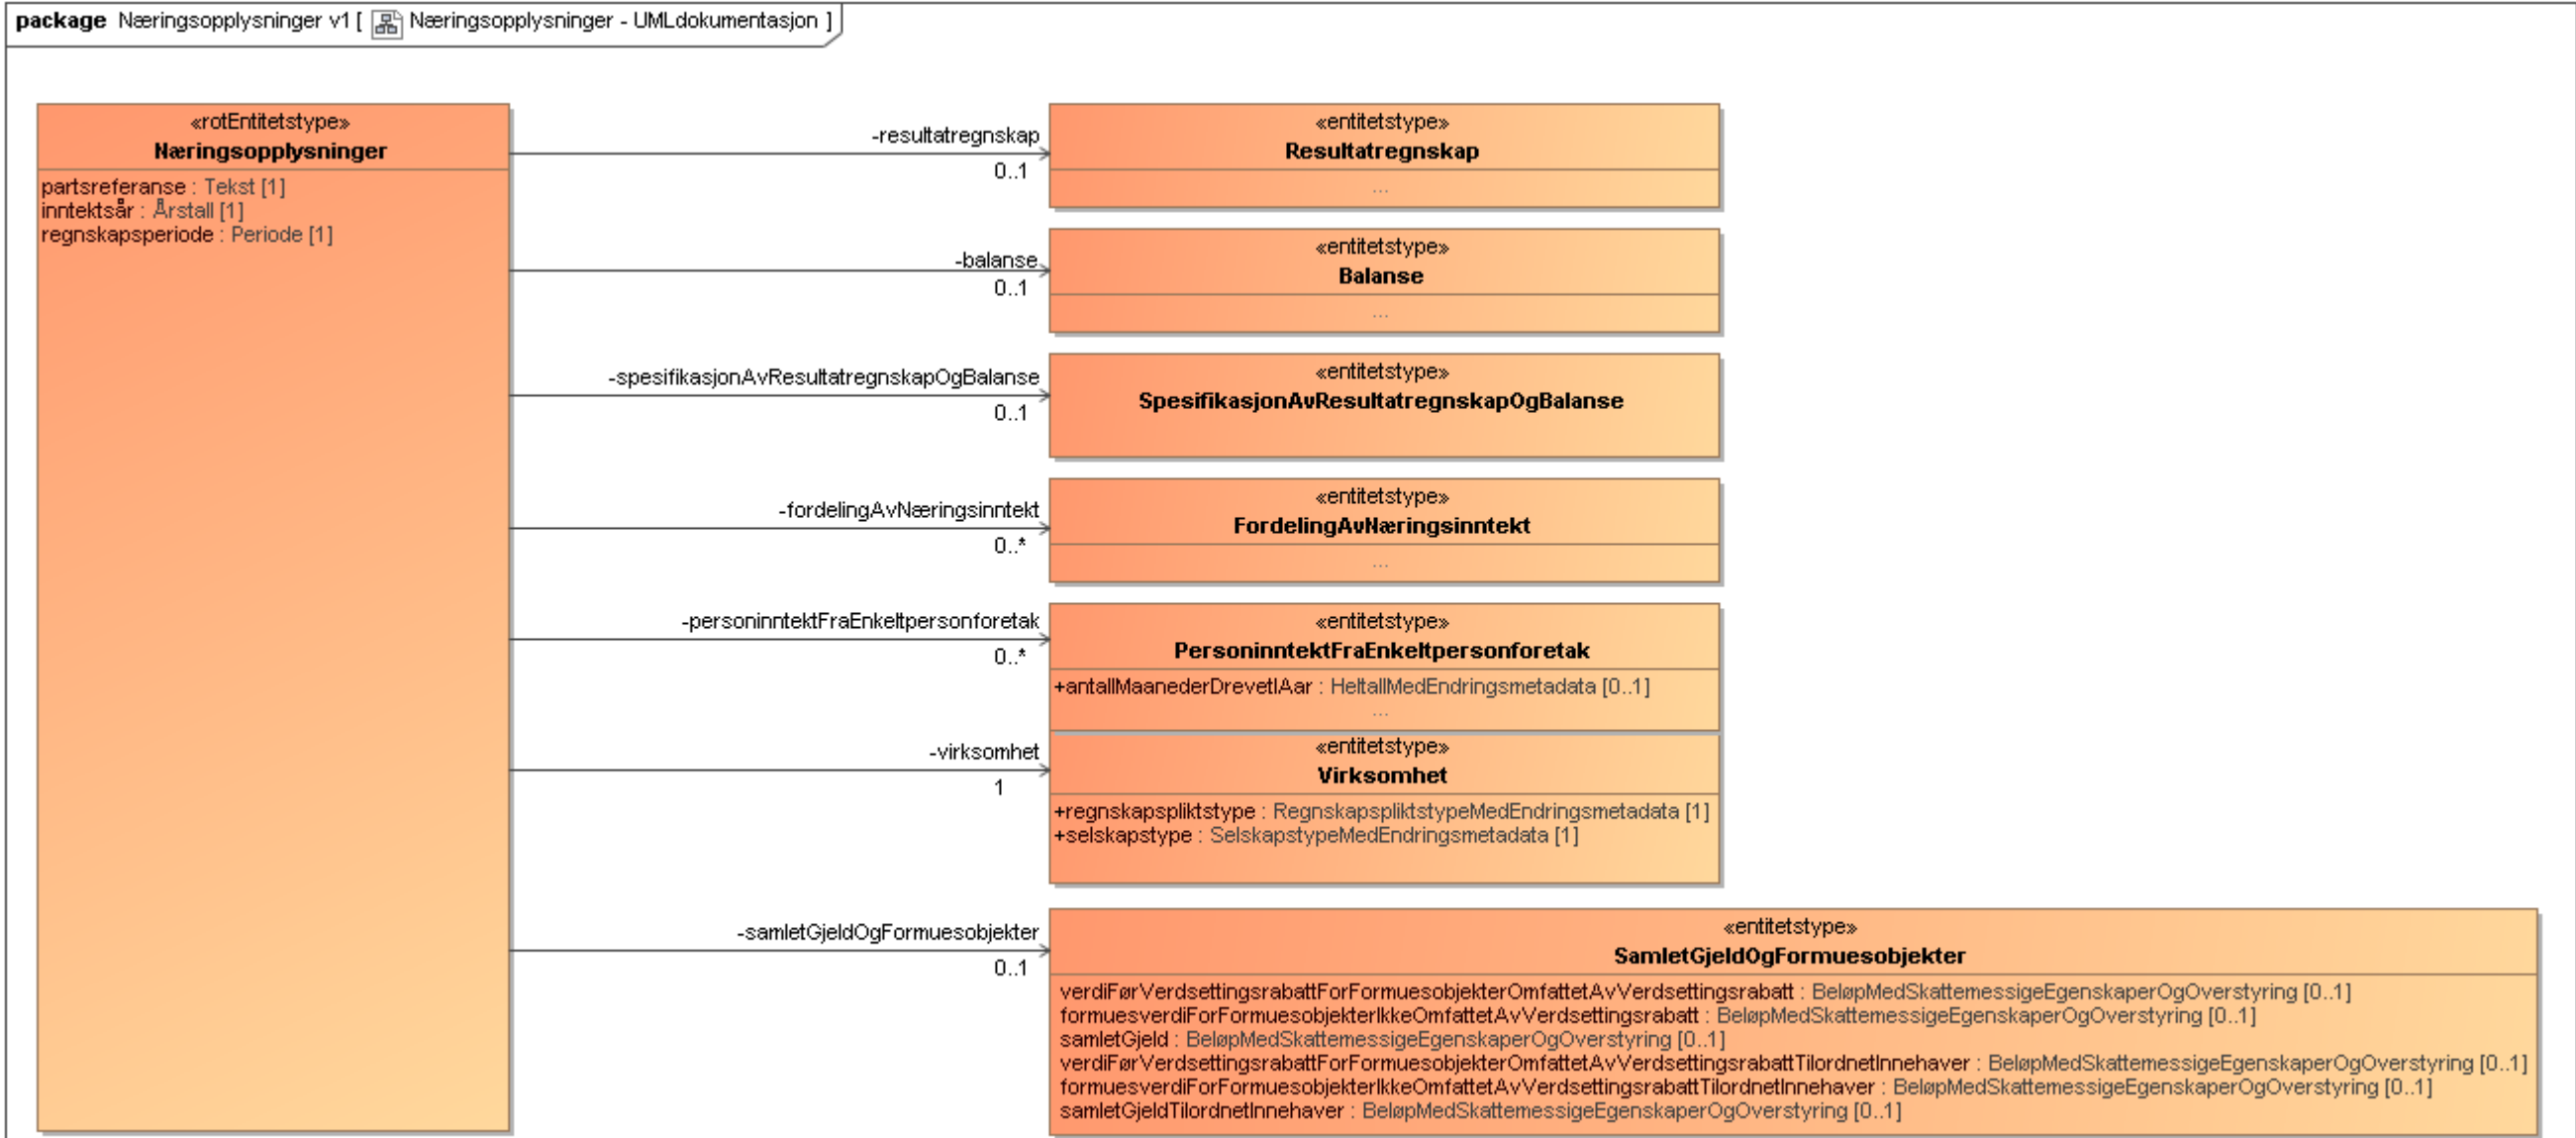 package Næringsopplysninger v1 [ Næringsopplysninger - UMLdokumentasjon ]
«rotEntitetstype»
Næringsopplysninger
partsreferanse : Tekst [1]
inntektsår : Årstall [1]
regnskapsperiode : Periode [1]
-resultatregnskap
0..1
«entitetstype»
Resultatregnskap
...
-balanse
0..1
«entitetstype»
Balanse
...
-spesifikasjonAvResultatregnskapOgBalanse
0..1
«entitetstype»
SpesifikasjonAvResultatregnskapOgBalanse
-fordelingAvNæringsinntekt
0..*
«entitetstype»
FordelingAvNæringsinntekt
...
-personinntektFraEnkeltpersonforetak
0..*
«entitetstype»
PersoninntektFraEnkeltpersonforetak
+antallMaanederDrevetIAar : HeltallMedEndringsmetadata [0..1]
...
-virksomhet
1
«entitetstype»
Virksomhet
+regnskapspliktstype : RegnskapspliktstypeMedEndringsmetadata [1]
+selskapstype : SelskapstypeMedEndringsmetadata [1]
-samletGjeldOgFormuesobjekter
0..1
«entitetstype»
SamletGjeldOgFormuesobjekter
verdiFørVerdsettingsrabattForFormuesobjekterOmfattetAvVerdsettingsrabatt : BeløpMedSkattemessigeEgenskaperOgOverstyring [0..1]
formuesverdiForFormuesobjekterIkkeOmfattetAvVerdsettingsrabatt : BeløpMedSkattemessigeEgenskaperOgOverstyring [0..1]
samletGjeld : BeløpMedSkattemessigeEgenskaperOgOverstyring [0..1]
verdiFørVerdsettingsrabattForFormuesobjekterOmfattetAvVerdsettingsrabattTilordnetInnehaver : BeløpMedSkattemessigeEgenskaperOgOverstyring [0..1]
formuesverdiForFormuesobjekterIkkeOmfattetAvVerdsettingsrabattTilordnetInnehaver : BeløpMedSkattemessigeEgenskaperOgOverstyring [0..1]
samletGjeldTilordnetInnehaver : BeløpMedSkattemessigeEgenskaperOgOverstyring [0..1]